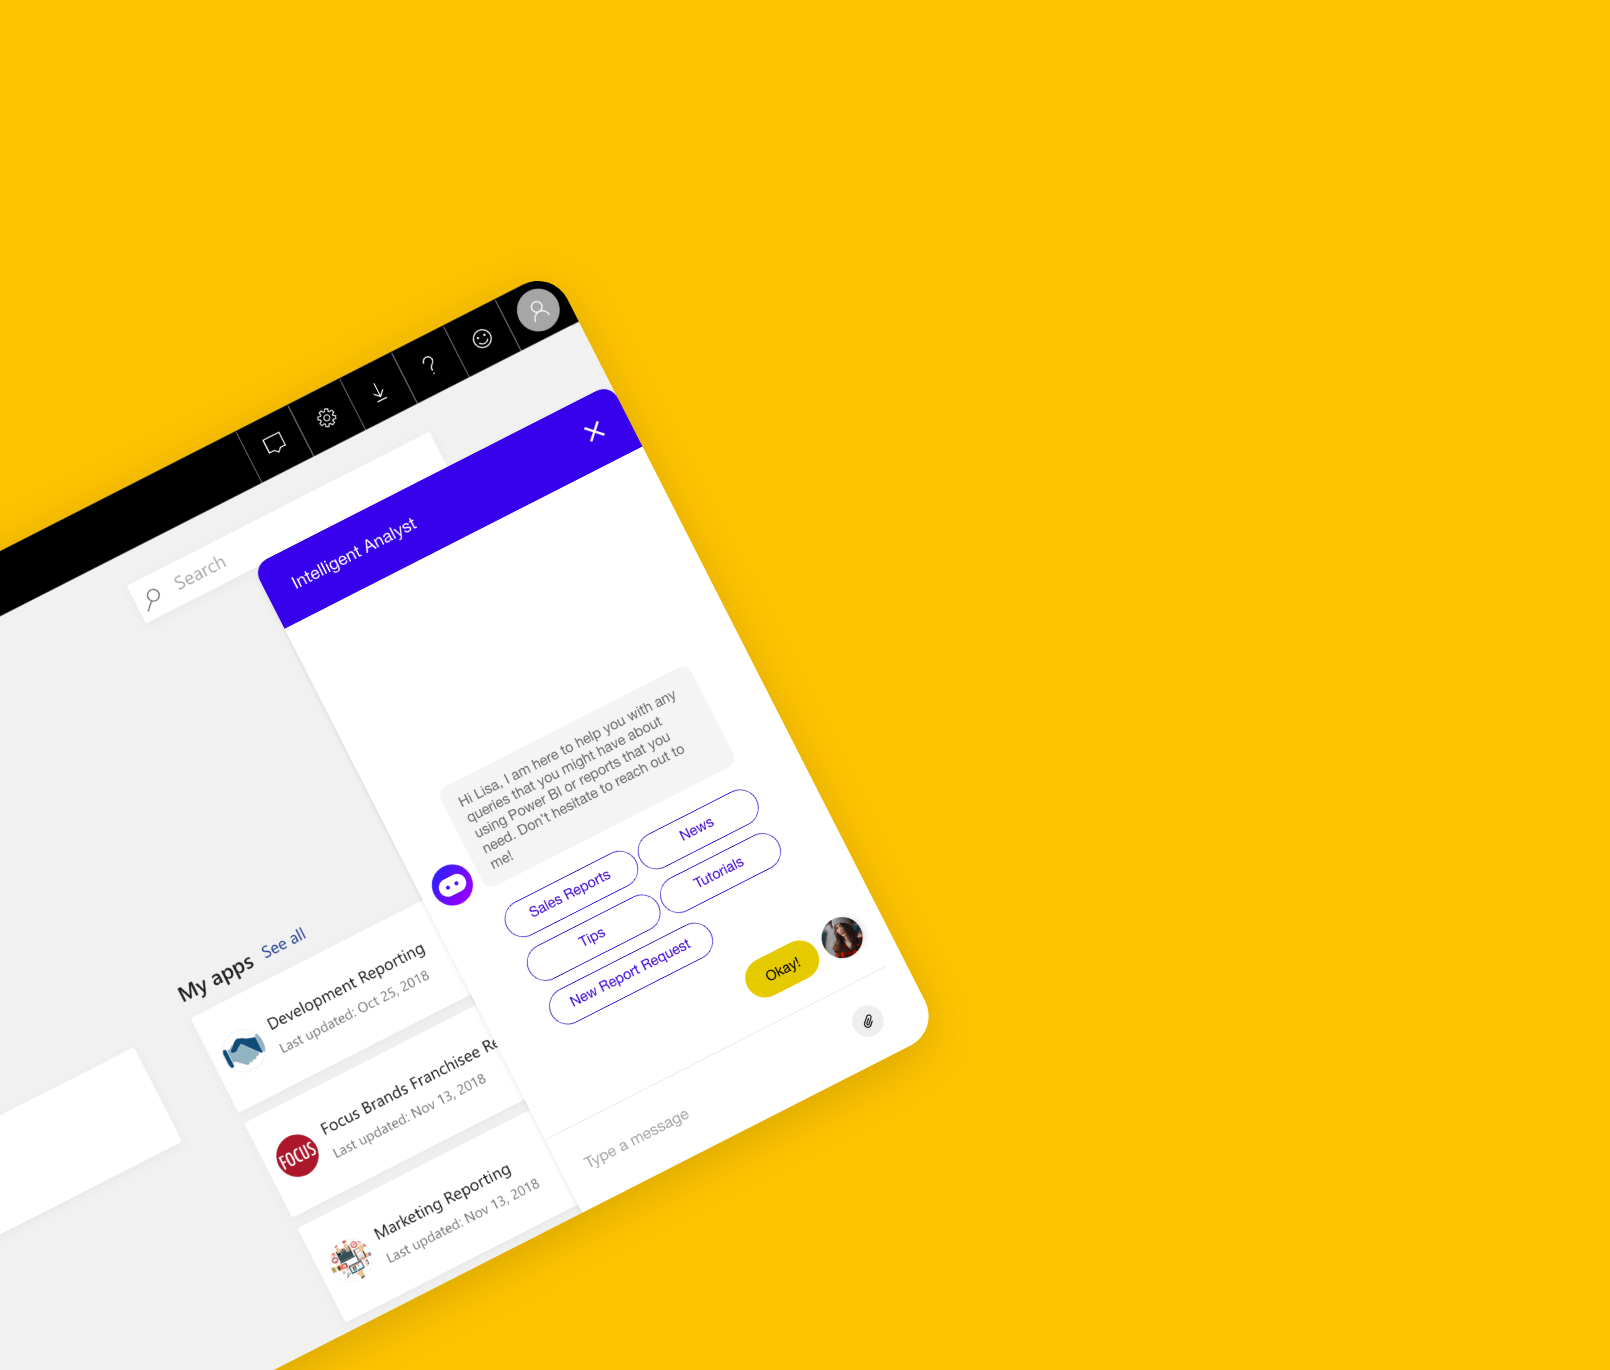 Search
Intelligent Analyst
Hi Lisa, I am here to help you with any
queries that you might have about
using Power BI or reports that you
need. Don't hesitate to reach out to
me!
Sales Reports
News
Tips
Tutorials
New Report Request
Okay!
Type a message
My apps See all
Development Reporting
Last updated: Oct 25, 2018
FOCUS
Focus Brands Franchisee Re
Last updated: Nov 13, 2018
Marketing Reporting
Last updated: Nov 13, 2018